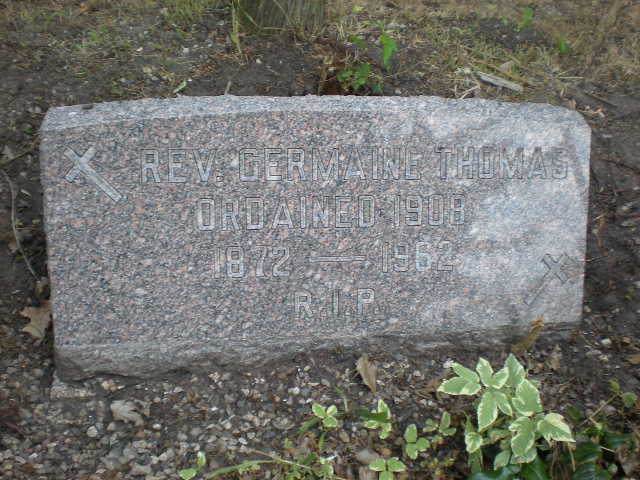 REV. GERMAINE THOMAS
ORDAINED 1908
1872 — 1962
R.I.P.